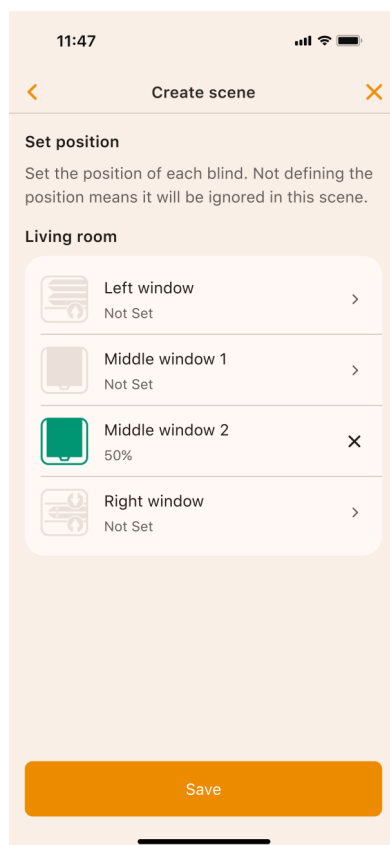 11:47
Create scene
Set position
Set the position of each blind. Not defining the
position means it will be ignored in this scene.
Living room
Left window
Not Set
Middle window 1
Not Set
Middle window 2
50%
Right window
Not Set
Save